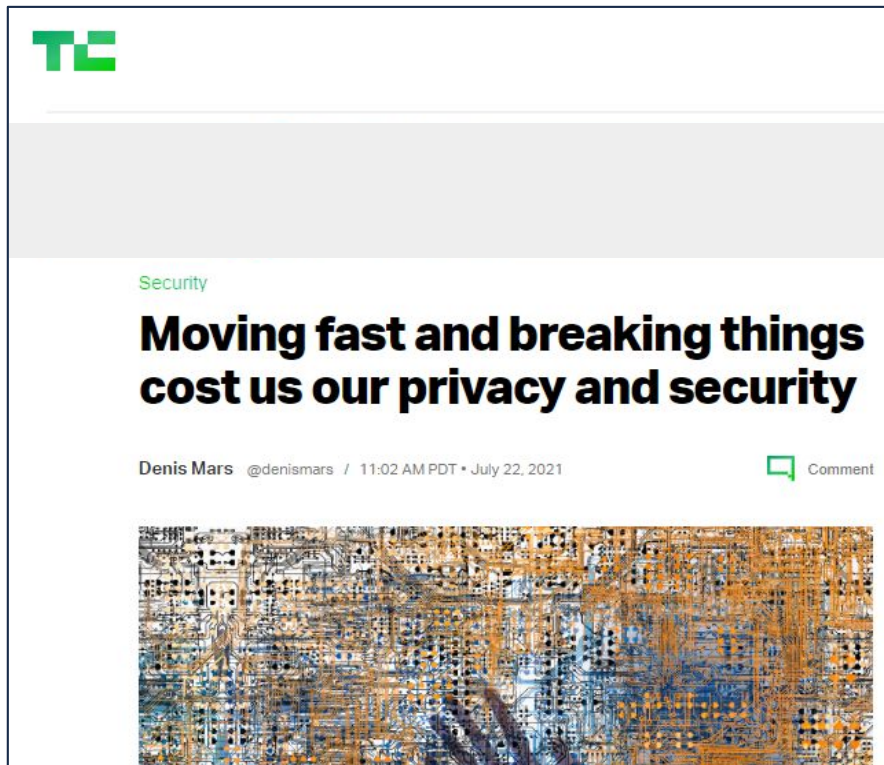 TC
Security
Moving fast and breaking things
cost us our privacy and security
Denis Mars @denismars / 11:02 AM PDT • July 22, 2021 Comment